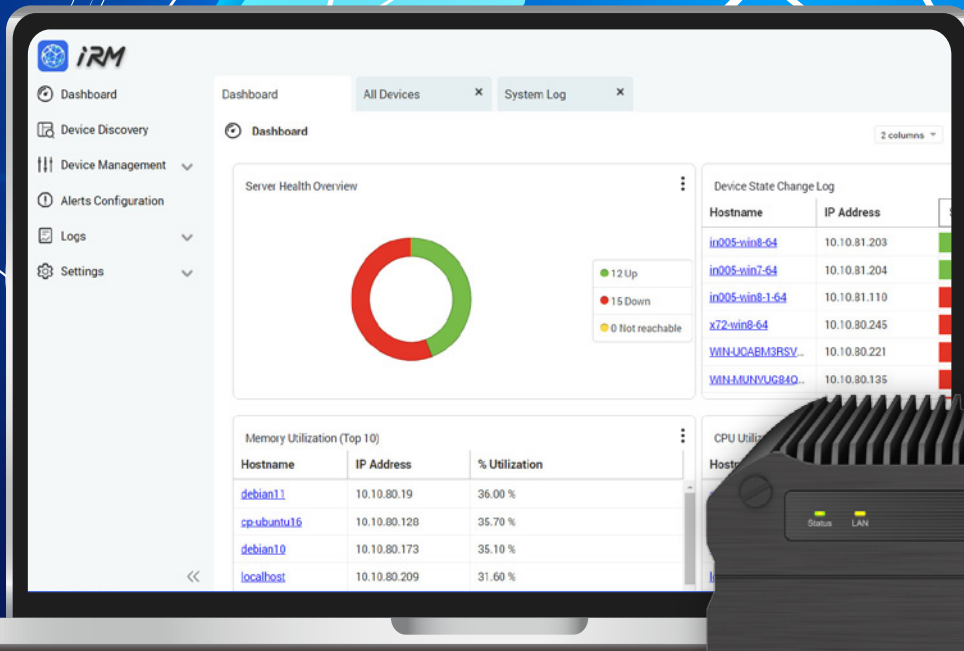 iRM
Dashboard
Device Discovery
Device Management
Alerts Configuration
Logs
Settings
Dashboard
All Devices
System Log
Dashboard
2 columns
Server Health Overview
12 Up
15 Down
0 Not reachable
Device State Change Log
Hostname IP Address
in005-win8-64 10.10.81.203
in005-win7-64 10.10.81.204
in005-win8-1-64 10.10.81.110
x72-win8-64 10.10.80.245
10.10.80.221
10.10.80.135
Memory Utilization (Top 10)
Hostname IP Address % Utilization
debian11 10.10.80.19 36.00 %
cp-ubuntu16 10.10.80.128 35.70 %
debian10 10.10.80.173 35.10 %
localhost 10.10.80.209 31.60 %
CPU
Status LAN